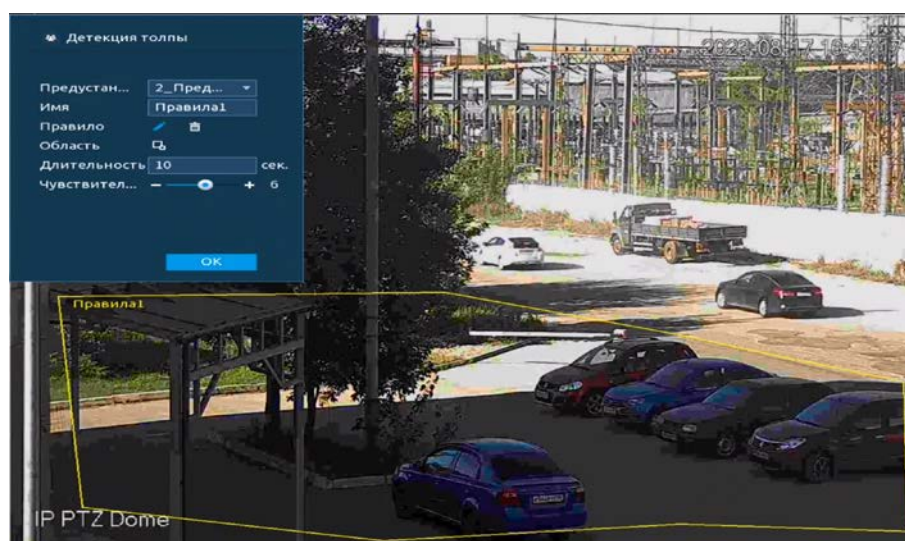 Детекция толпы
Предустан... 2_Пред...
Имя Правила1
Правило
Область
Длительность 10 сек.
Чувствител... 6
OK
Правила1
IP PTZ Dome